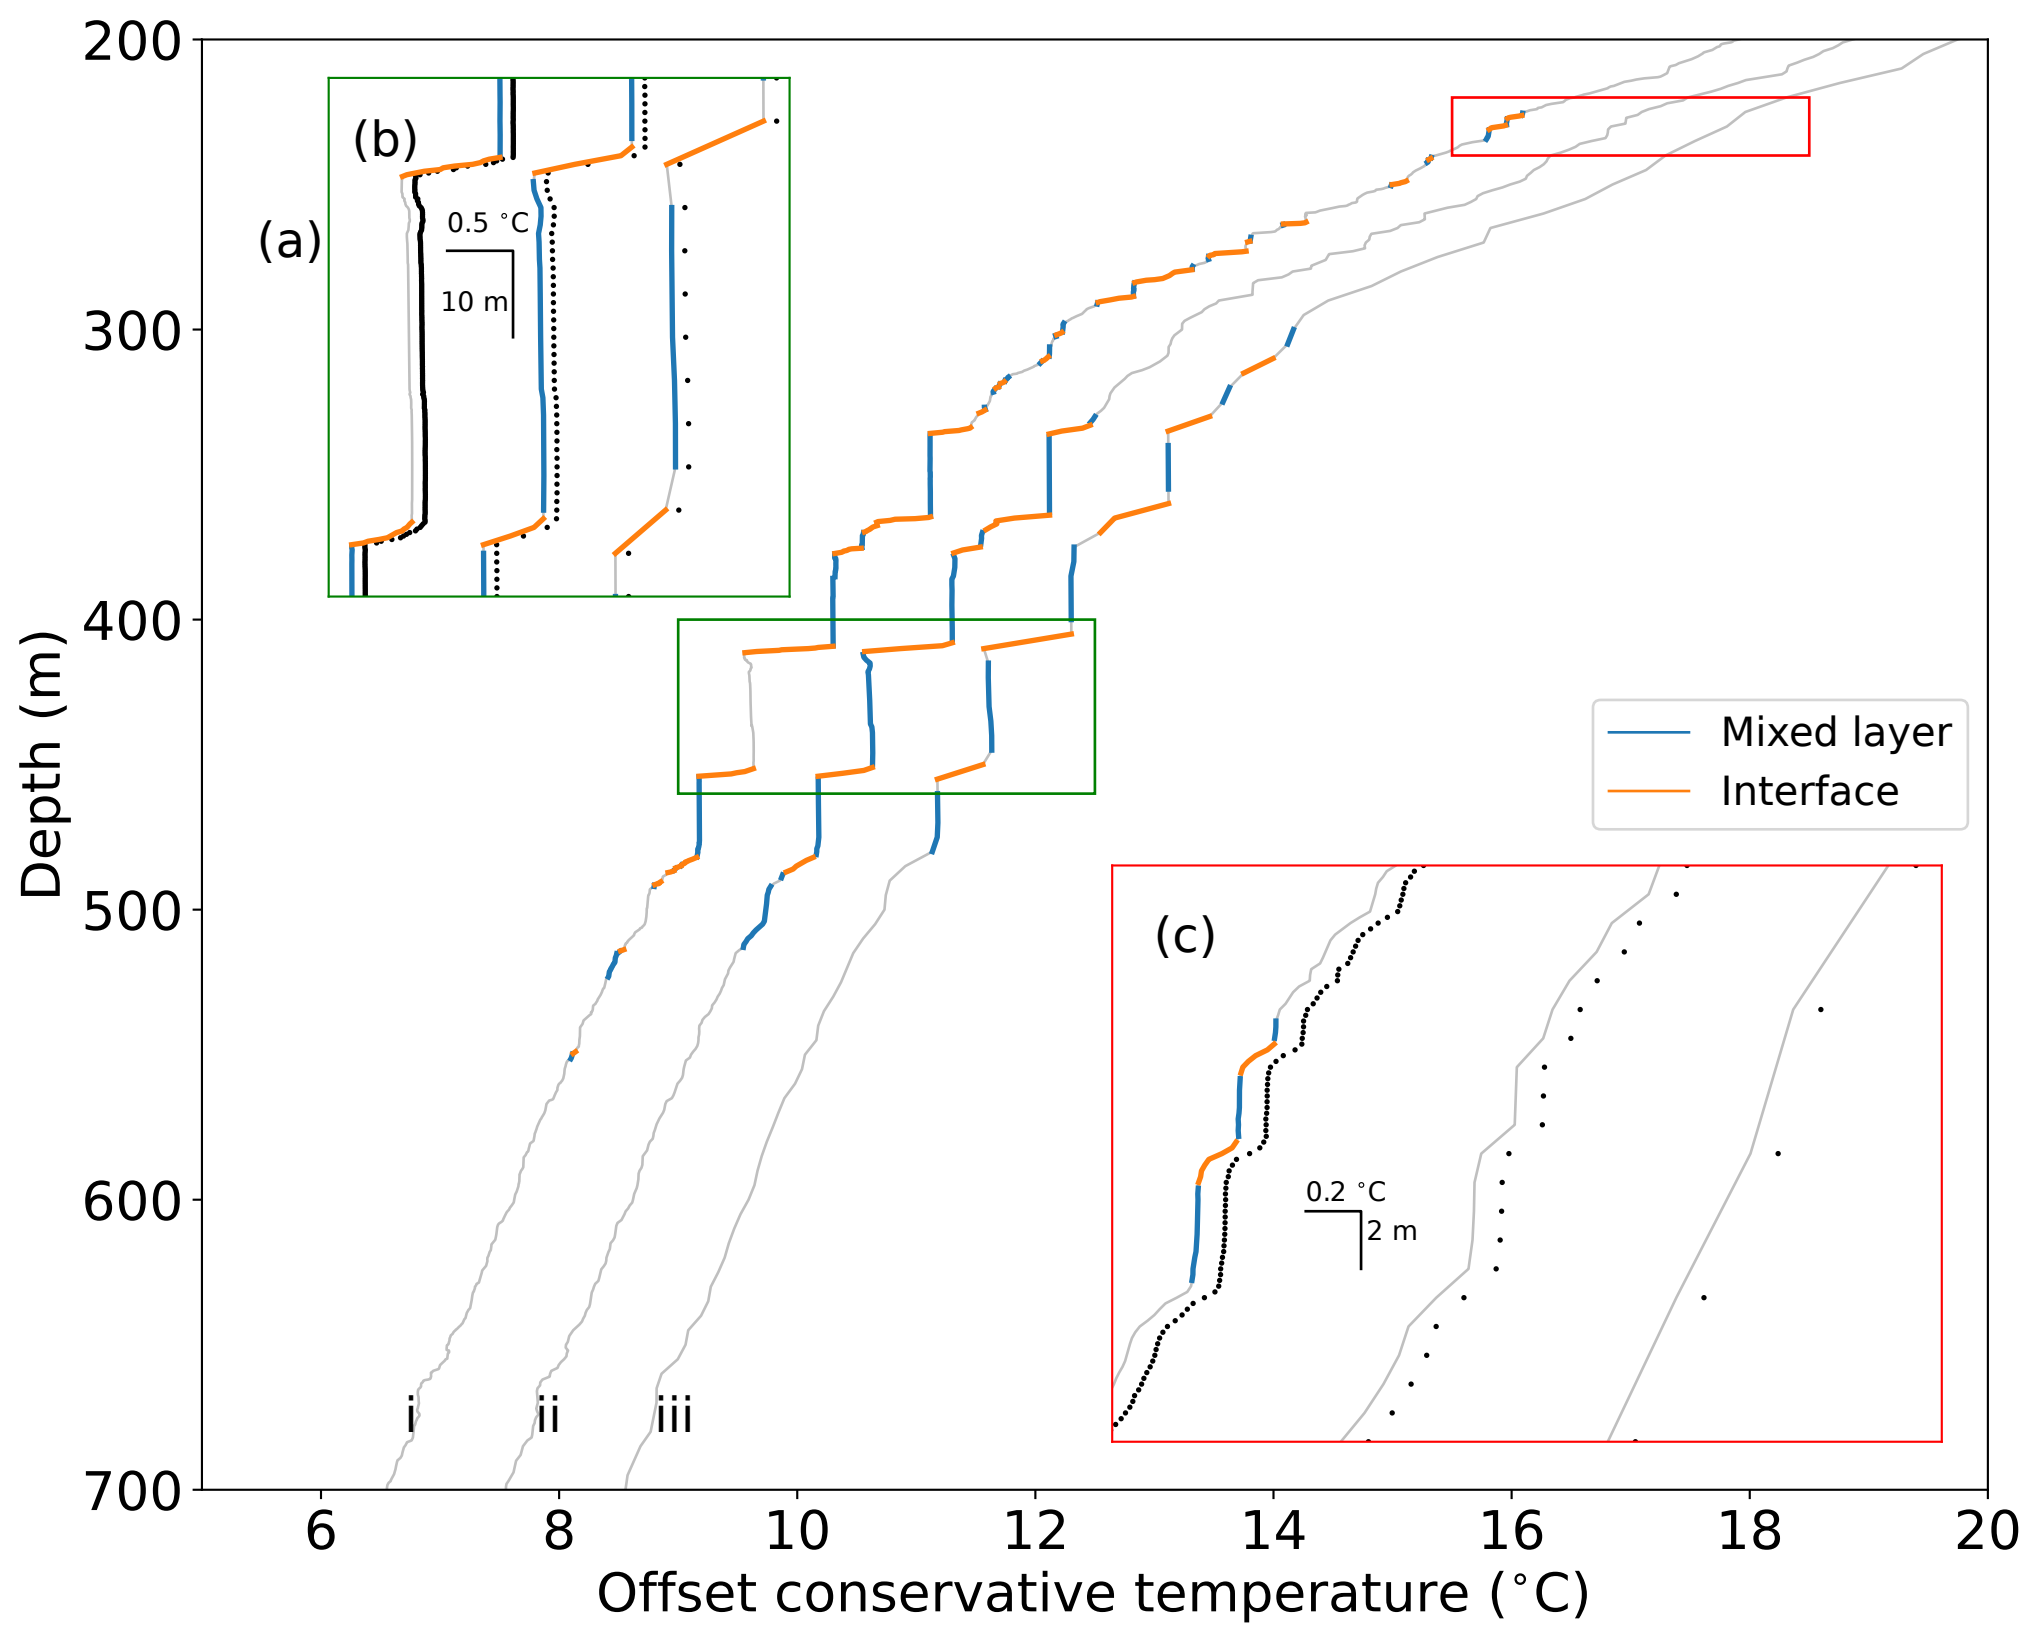 200
300
400
500
600
700
Depth (m)
(a)
(b)
0.5 °C
10 m
Mixed layer
Interface
(c)
0.2 °C
2 m
i
ii
iii
6
8
10
12
14
16
18
20
Offset conservative temperature (°C)